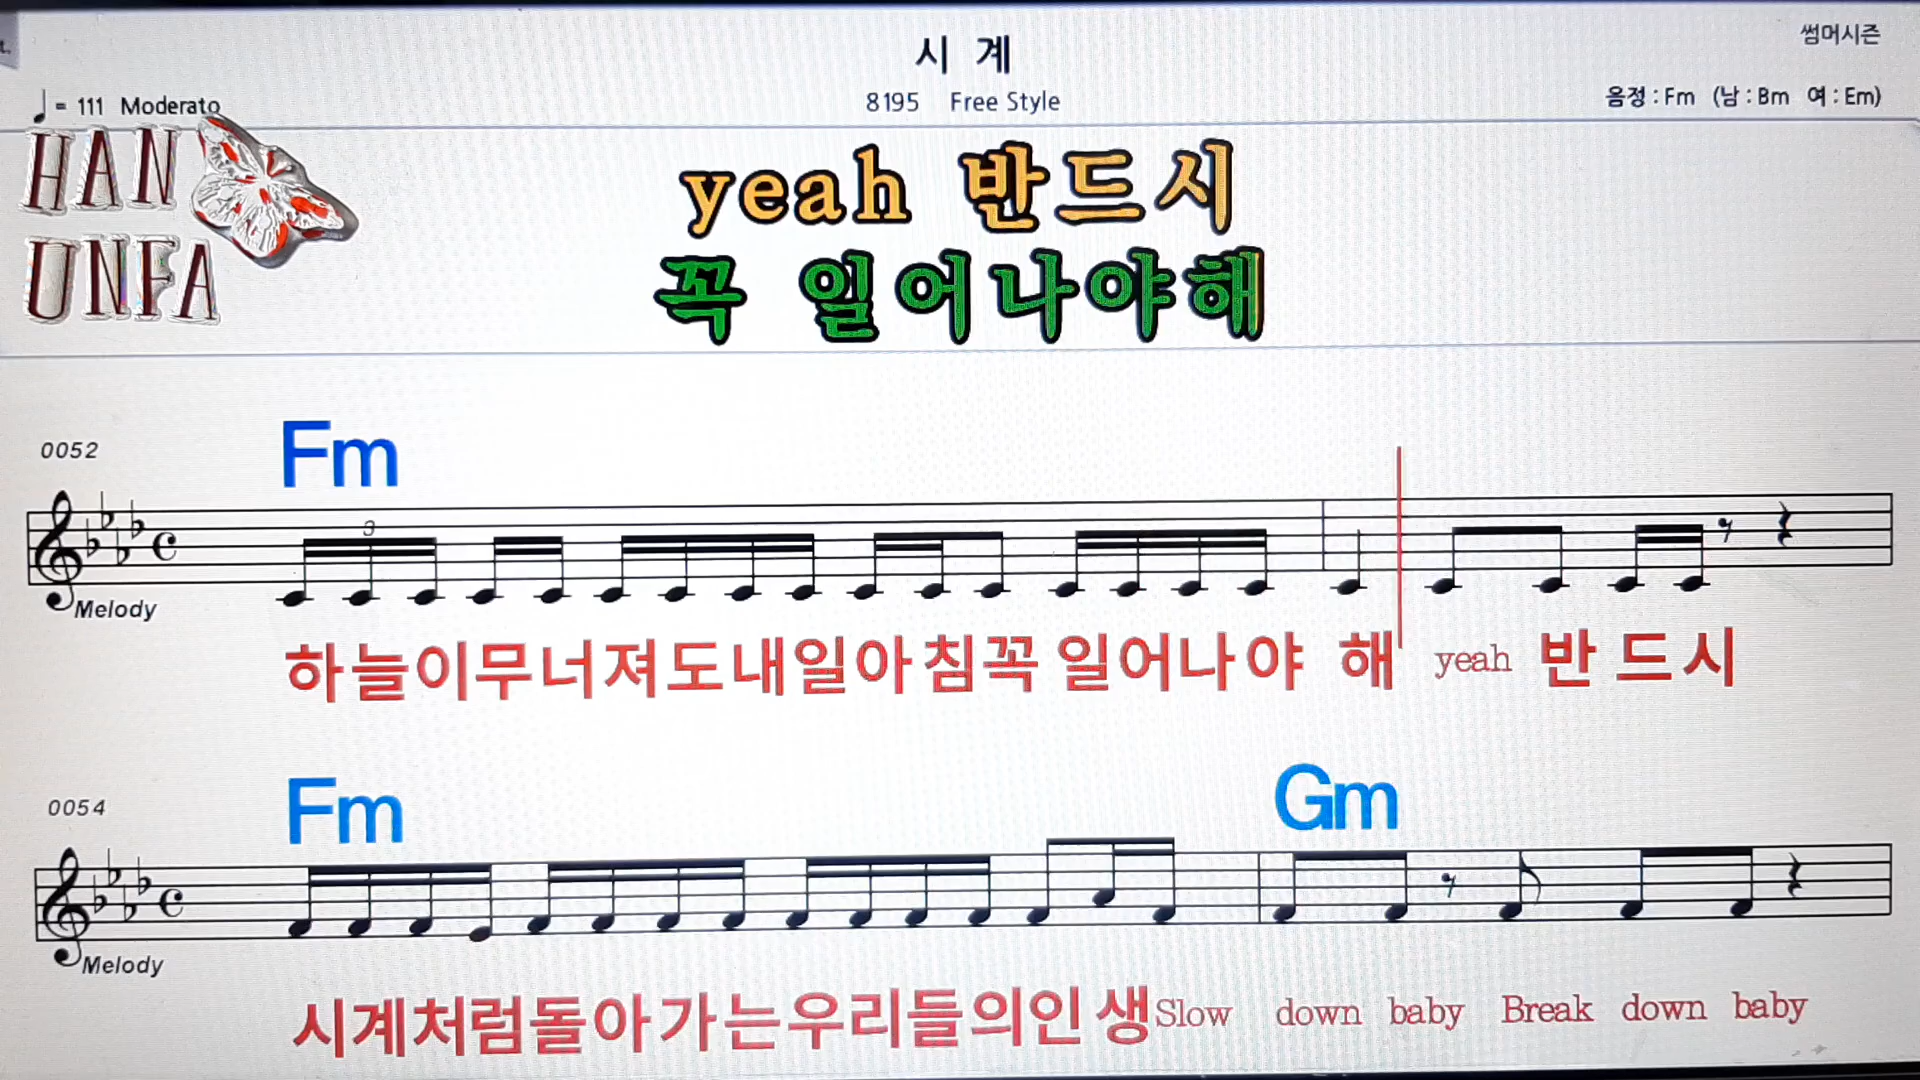 시 계
썸머시즌
♩= 111 Moderato
8195 Free Style
음정 : Fm (남 : Bm 여 : Em)
HAN
UNFA
yeah 반드시
꼭 일어나야해
Fm
0052
3
Melody
하늘이무너져도내일아침꼭 일어나야 해 yeah 반드시
Fm Gm
0054
Melody
시계처럼돌아가는우리들의인생Slow down baby Break down baby